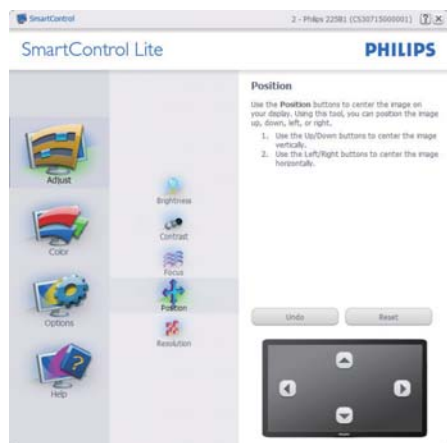 SmartControl
2 - Philips 225B1 (CS30715000001)
SmartControl Lite
PHILIPS
Adjust
Color
Options
Help
Brightness
Contrast
Focus
Position
Resolution
Position
Use the Position buttons to center the image on
your display. Using this tool, you can position the image
up, down, left, or right.
1. Use the Up/Down buttons to center the image
vertically.
2. Use the Left/Right buttons to center the image
horizontally.
Undo
Reset